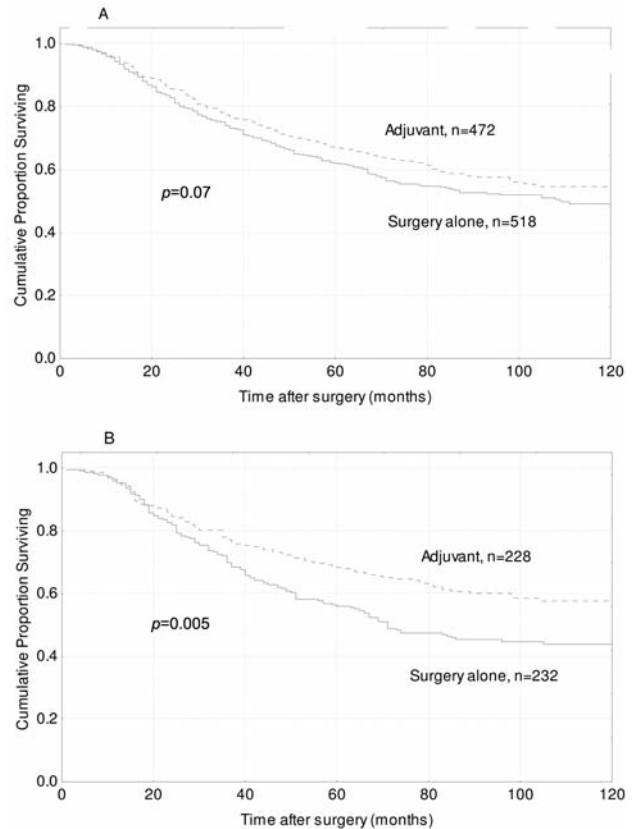 A
1.0
0.8
0.6
0.4
0.2
0.0
Cumulative Proportion Surviving
Adjuvant, n=472
p=0.07
Surgery alone, n=518
0 20 40 60 80 100 120
Time after surgery (months)
B
1.0
0.8
0.6
0.4
0.2
0.0
Cumulative Proportion Surviving
Adjuvant, n=228
p=0.005
Surgery alone, n=232
0 20 40 60 80 100 120
Time after surgery (months)